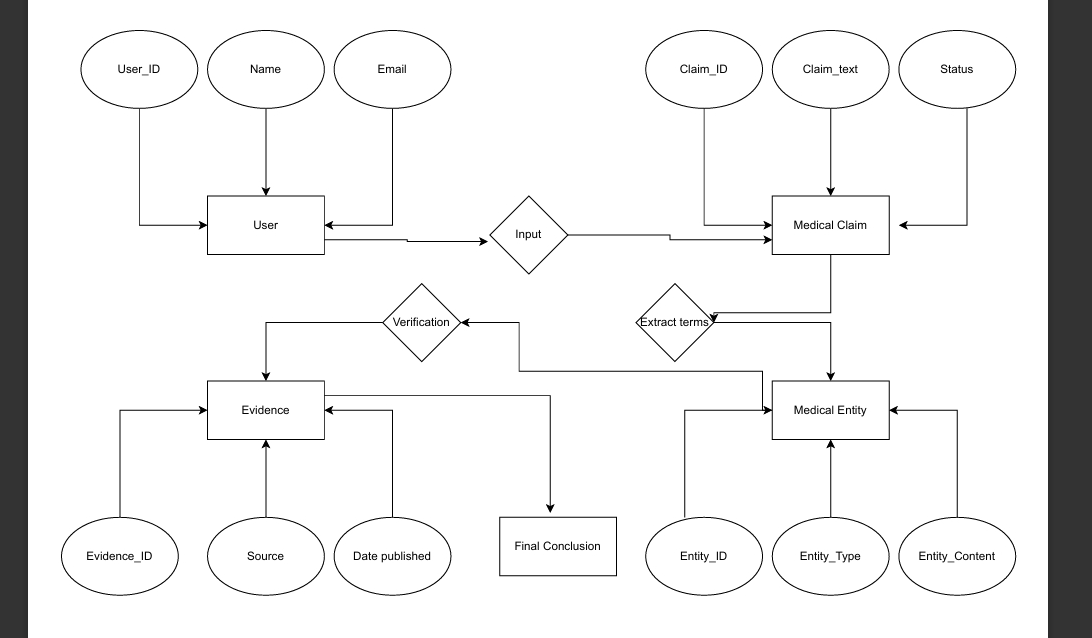 User_ID
Name
Email
Claim_ID
Claim_text
Status
User
Input
Medical Claim
Verification
Extract terms
Evidence
Medical Entity
Evidence_ID
Source
Date published
Final Conclusion
Entity_ID
Entity_Type
Entity_Content